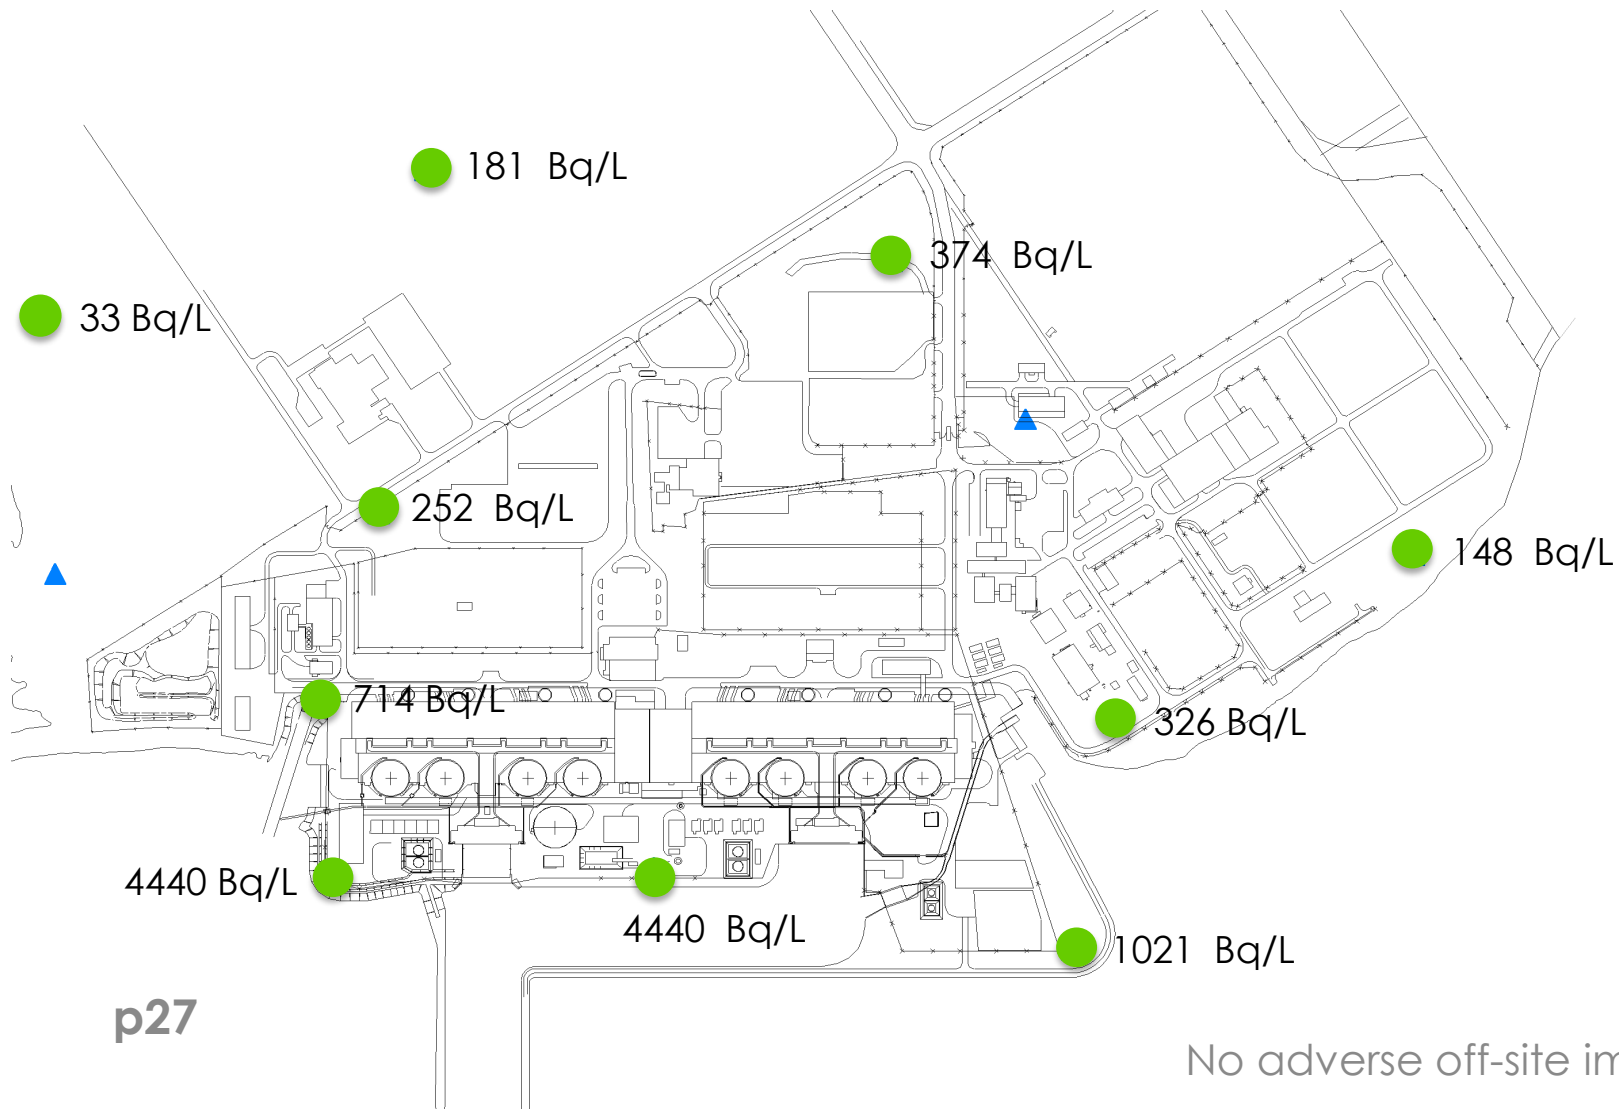 181 Bq/L
374 Bq/L
33 Bq/L
252 Bq/L
148 Bq/L
714 Bq/L
326 Bq/L
4440 Bq/L
4440 Bq/L
1021 Bq/L
p27
No adverse off-site im